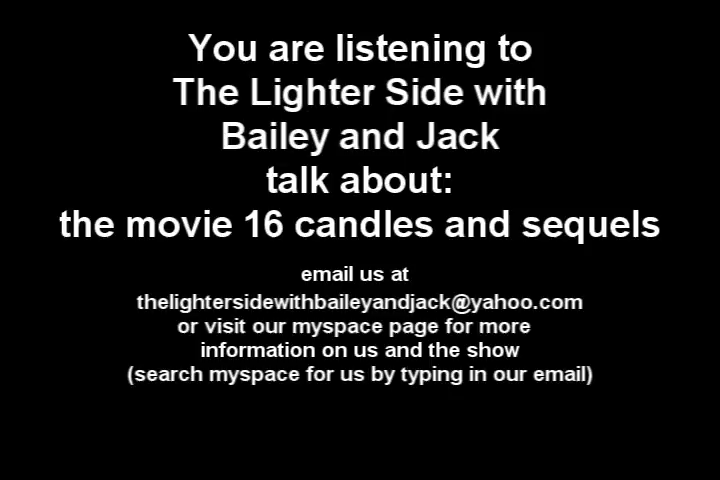 You are listening to
The Lighter Side with
Bailey and Jack
talk about:
the movie 16 candles and sequels
email us at
thelightersidewithbaileyandjack@yahoo.com
or visit our myspace page for more
information on us and the show
(search myspace for us by typing in our email)